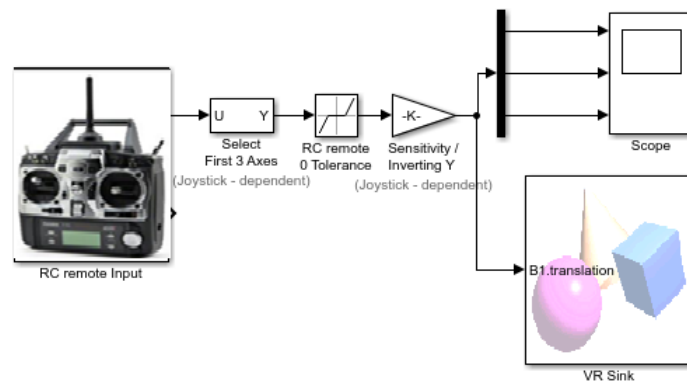 U
Y
-K-
Select
First 3 Axes
(Joystick - dependent)
RC remote
0 Tolerance
Sensitivity /
Inverting Y
(Joystick - dependent)
Scope
RC remote Input
B1.translation
VR Sink